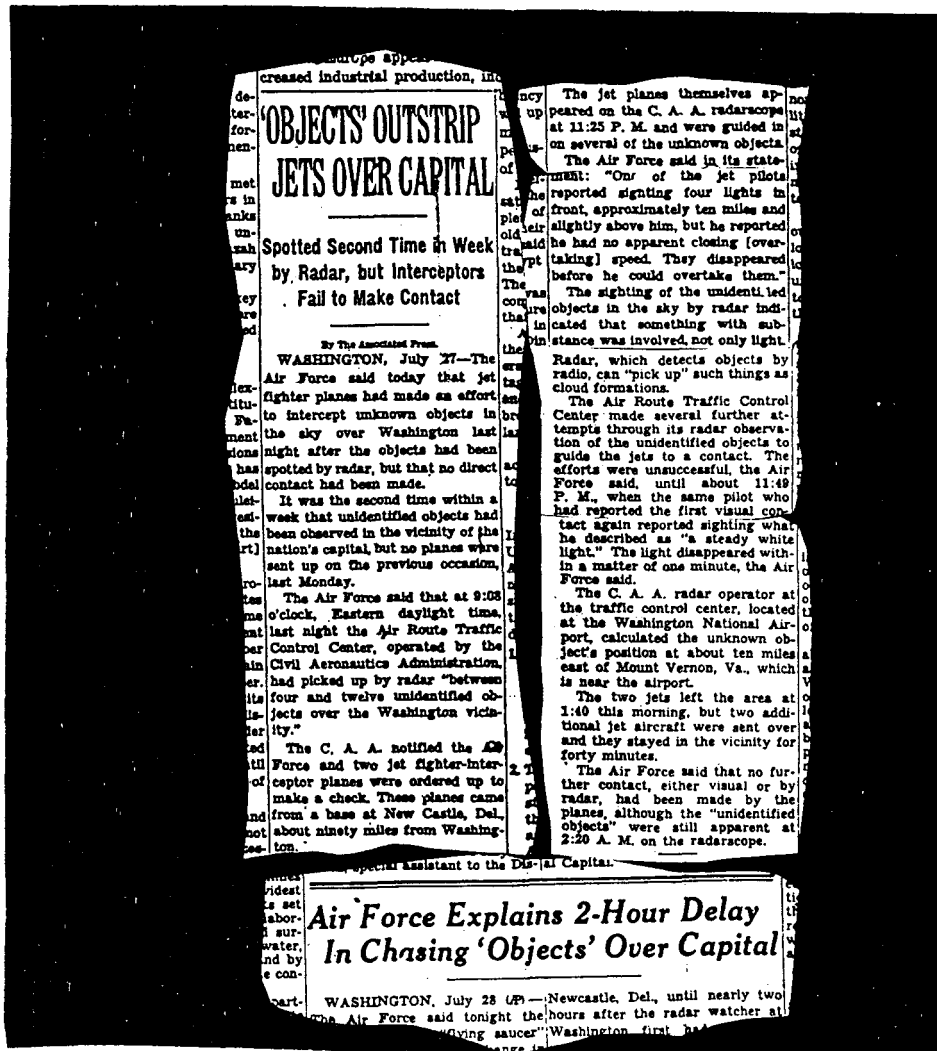 creased industrial production,
'OBJECTS' OUTSTRIP
JETS OVER CAPITAL
Spotted Second Time in Week
by Radar, but Interceptors
Fail to Make Contact
By The Associated Press.
WASHINGTON, July 27—The
Air Force said today that jet
fighter planes had made an effort
to intercept unknown objects in
the sky over Washington last
night after the objects had been
spotted by radar, but that no direct
contact had been made.
It was the second time within a
week that unidentified objects had
been observed in the vicinity of the
nation's capital, but no planes were
sent up on the previous occasion,
last Monday.
The Air Force said that at 9:08
o'clock, Eastern daylight time,
last night the Air Route Traffic
Control Center, operated by the
Civil Aeronautics Administration,
had picked up by radar "between
four and twelve unidentified ob-
jects over the Washington vicin-
ity."
The C. A. A. notified the Air
Force and two jet fighter-inter-
ceptor planes were ordered up to
make a check. These planes came
from a base at New Castle, Del.,
about ninety miles from Washing-
ton.
The jet planes themselves ap-
peared on the C. A. A. radarscope
at 11:25 P. M. and were guided in
on several of the unknown objects.
The Air Force said in its state-
ment: "One of the jet pilots
reported sighting four lights in
front, approximately ten miles and
slightly above him, but he reported
he had no apparent closing [over-
taking] speed. They disappeared
before he could overtake them."
The sighting of the unidentified
objects in the sky by radar indi-
cated that something with sub-
stance was involved, not only light.
Radar, which detects objects by
radio, can "pick up" such things as
cloud formations.
The Air Route Traffic Control
Center made several further at-
tempts through its radar observa-
tion of the unidentified objects to
guide the jets to a contact. The
efforts were unsuccessful, the Air
Force said, until about 11:49
P. M., when the same pilot who
had reported the first visual con-
tact again reported sighting what
he described as "a steady white
light." The light disappeared with-
in a matter of one minute, the Air
Force said.
The C. A. A. radar operator at
the traffic control center, located
at the Washington National Air-
port, calculated the unknown ob-
ject's position at about ten miles
east of Mount Vernon, Va., which
is near the airport.
The two jets left the area at
1:40 this morning, but two addi-
tional jet aircraft were sent over
and they stayed in the vicinity for
forty minutes.
The Air Force said that no fur-
ther contact, either visual or by
radar, had been made by the
planes, although the "unidentified
objects" were still apparent at
2:20 A. M. on the radarscope.
special assistant to the Dis-
al Capital.
Air Force Explains 2-Hour Delay
In Chasing 'Objects' Over Capital
WASHINGTON, July 28 (AP)—
The Air Force said tonight the
"flying saucer"
Newcastle, Del., until nearly two
hours after the radar watcher at
Washington first had